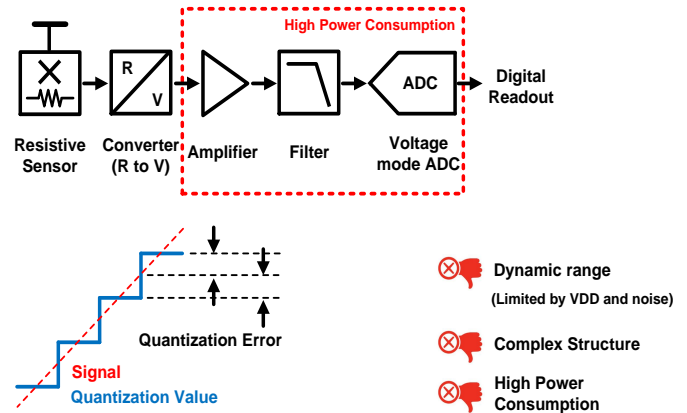 High Power Consumption
R
V
ADC
Digital
Readout
Resistive
Sensor
Converter
(R to V)
Amplifier
Filter
Voltage
mode ADC
Quantization Error
Signal
Quantization Value
Dynamic range
(Limited by VDD and noise)
Complex Structure
High Power
Consumption